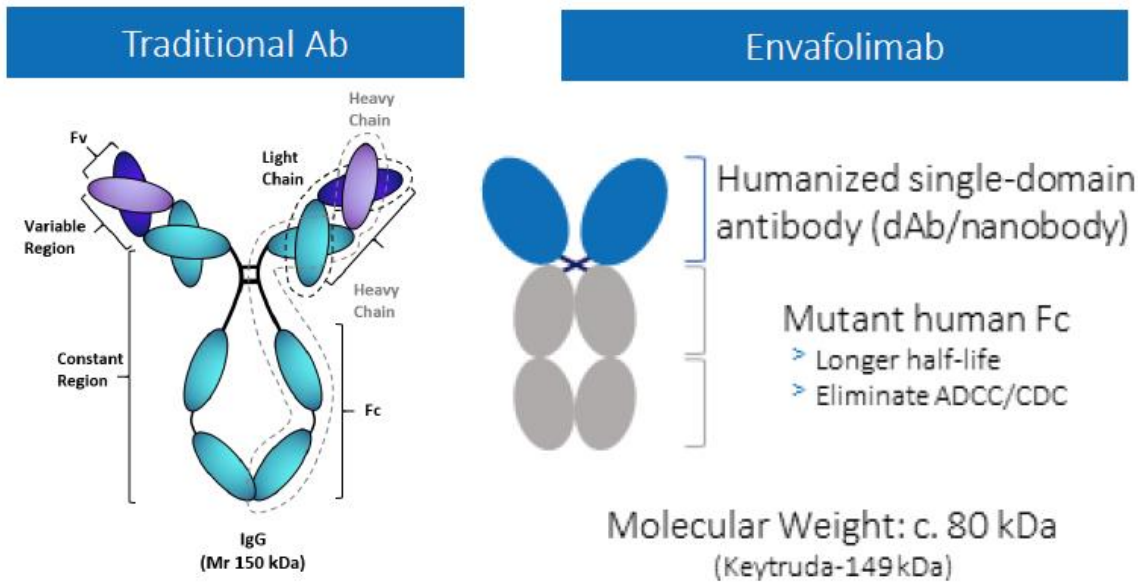 Traditional Ab
Heavy
Chain
Fv
Light
Chain
Variable
Region
Heavy
Chain
Constant
Region
Fc
IgG
(Mr 150 kDa)
Envafolimab
Humanized single-domain
antibody (dAb/nanobody)
Mutant human Fc
> Longer half-life
> Eliminate ADCC/CDC
Molecular Weight: c. 80 kDa
(Keytruda-149 kDa)